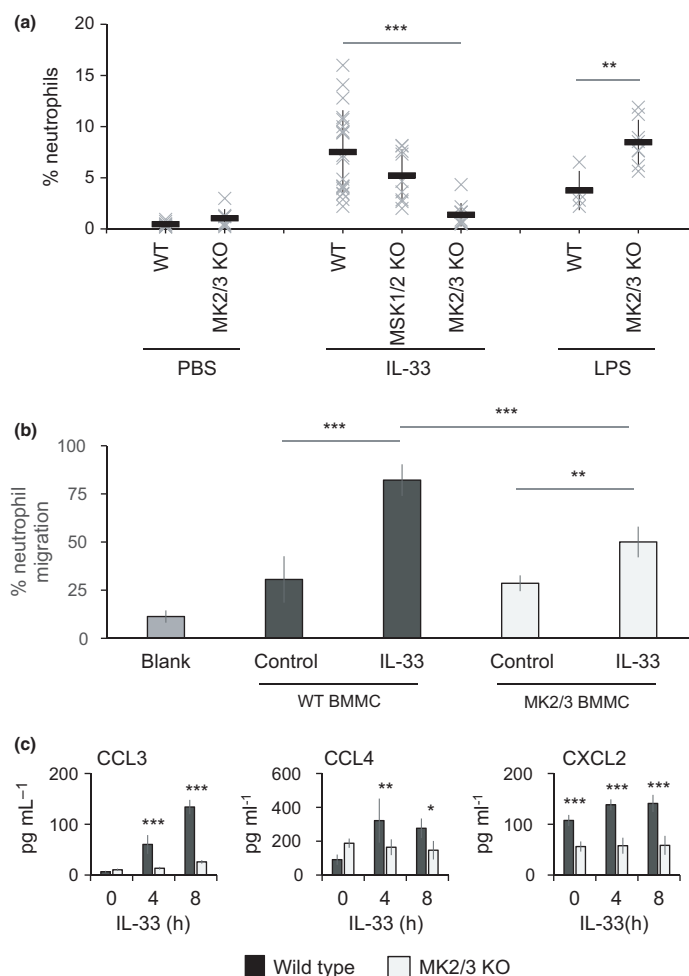 (a)
20
15
10
5
0
% neutrophils
***
**
WT
MK2/3 KO
WT
MSK1/2 KO
MK2/3 KO
WT
MK2/3 KO
PBS
IL-33
LPS
(b)
100
75
50
25
0
% neutrophil
migration
***
***
**
Blank
Control
IL-33
Control
IL-33
WT BMMC
MK2/3 BMMC
(c)
CCL3
200
100
0
pg mL–1
***
***
0 4 8
IL-33 (h)
CCL4
600
400
200
0
pg ml-1
**
*
0 4 8
IL-33 (h)
CXCL2
200
100
0
pg ml-1
***
***
***
0 4 8
IL-33(h)
Wild type
MK2/3 KO